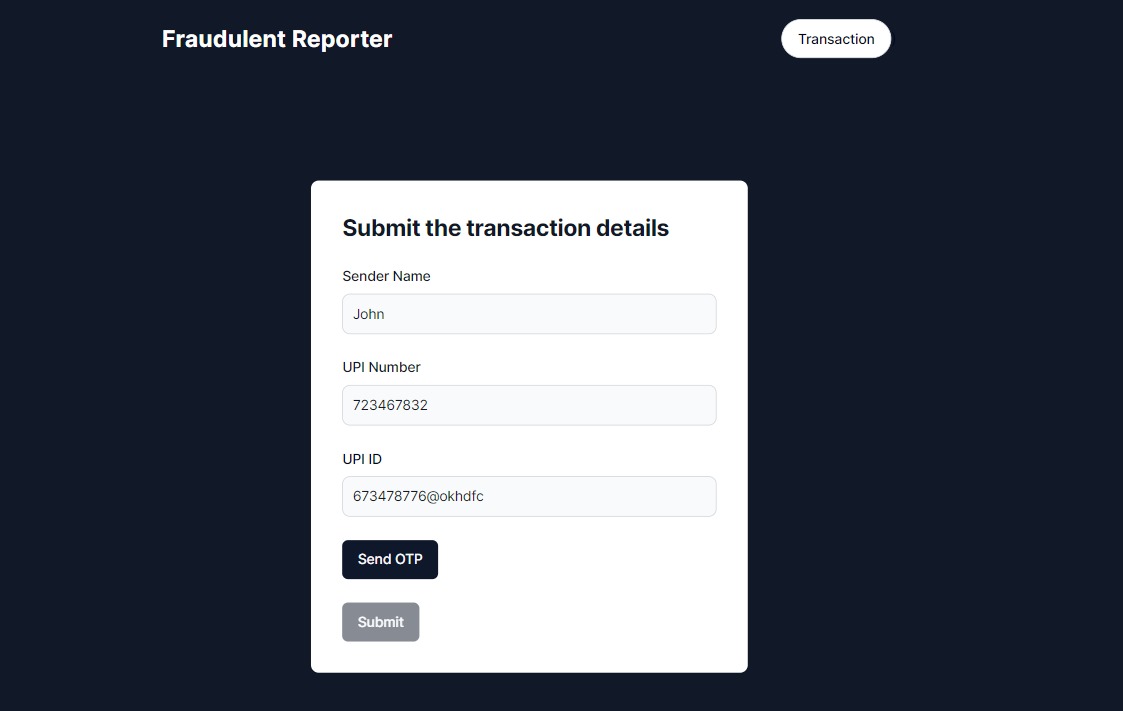 Fraudulent Reporter
Transaction
Submit the transaction details
Sender Name
John
UPI Number
723467832
UPI ID
673478776@okhdfc
Send OTP
Submit